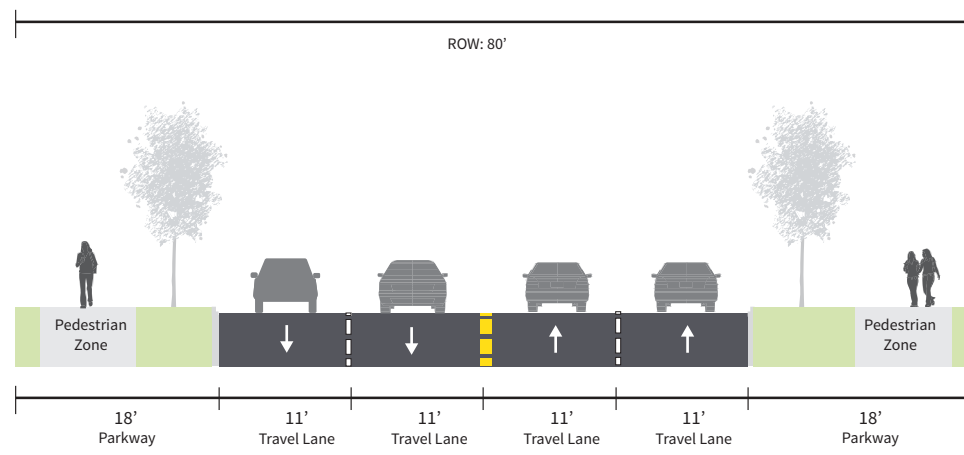 ROW: 80’
Pedestrian
Zone
Pedestrian
Zone
18’
Parkway
11’
Travel Lane
11’
Travel Lane
11’
Travel Lane
11’
Travel Lane
18’
Parkway